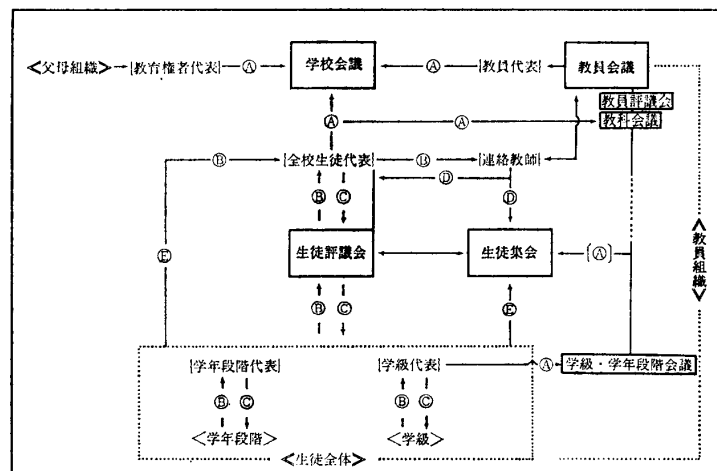 学校会議
教員会議
<父母組織>
[教育権者代表]
Ⓐ
Ⓐ
[教員代表]
教員評議会
教科会議
Ⓐ
Ⓐ
Ⓑ
[全校生徒代表]
Ⓑ
[連絡教師]
Ⓓ
Ⓑ
Ⓒ
Ⓓ
Ⓔ
生徒評議会
生徒集会
[Ⓐ]
<教員組織>
Ⓑ
Ⓒ
Ⓔ
[学年段階代表]
[学級代表]
Ⓐ
学級・学年段階会議
Ⓑ
Ⓒ
Ⓑ
Ⓒ
<学年段階>
<学級>
<生徒全体>